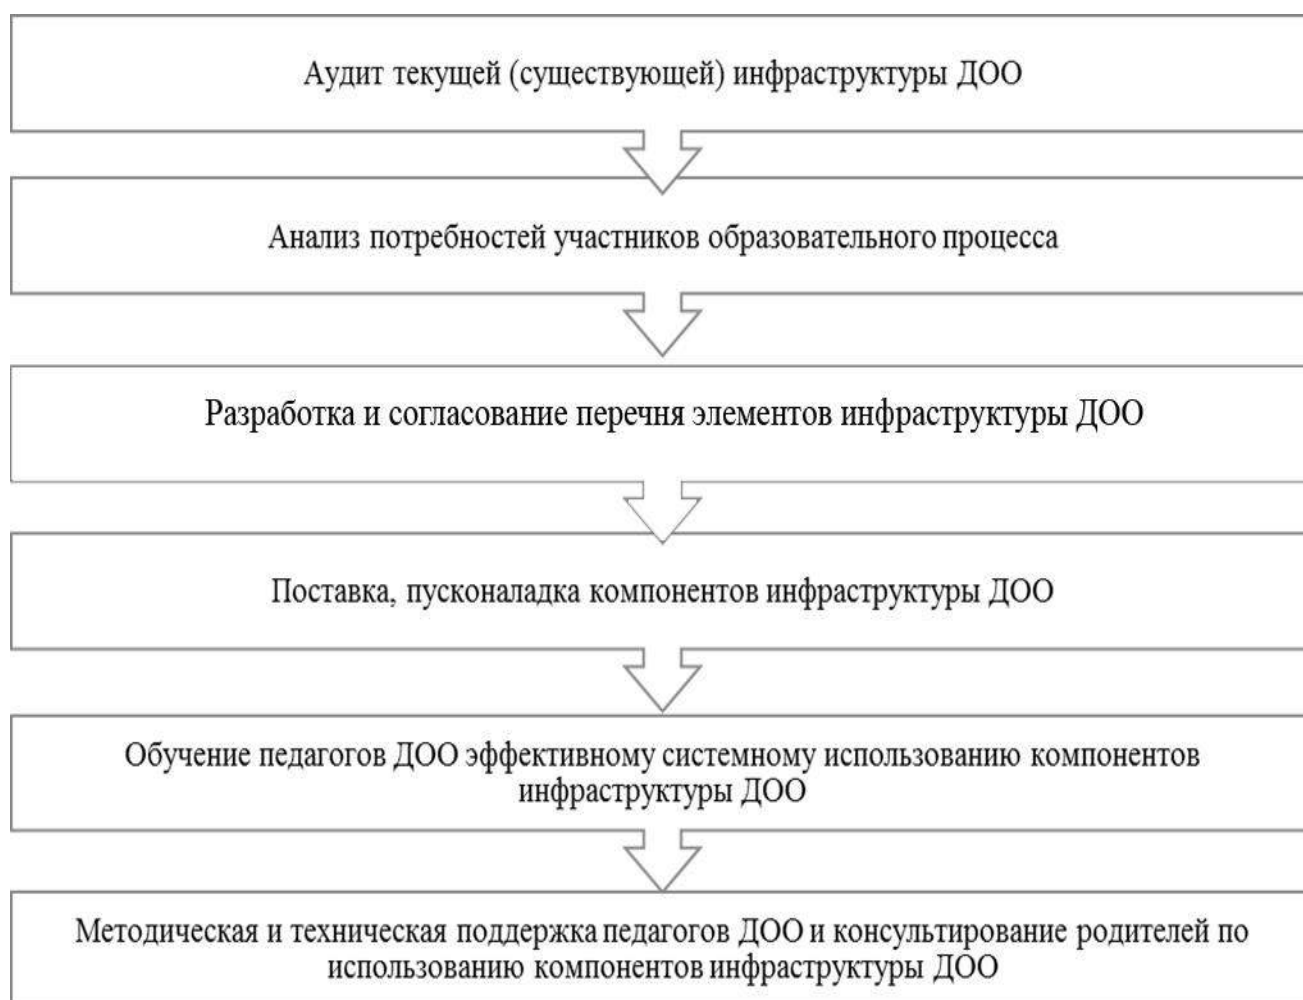 Аудит текущей (существующей) инфраструктуры ДОО
Анализ потребностей участников образовательного процесса
Разработка и согласование перечня элементов инфраструктуры ДОО
Поставка, пусконаладка компонентов инфраструктуры ДОО
Обучение педагогов ДОО эффективному системному использованию компонентов
инфраструктуры ДОО
Методическая и техническая поддержка педагогов ДОО и консультирование родителей по
использованию компонентов инфраструктуры ДОО